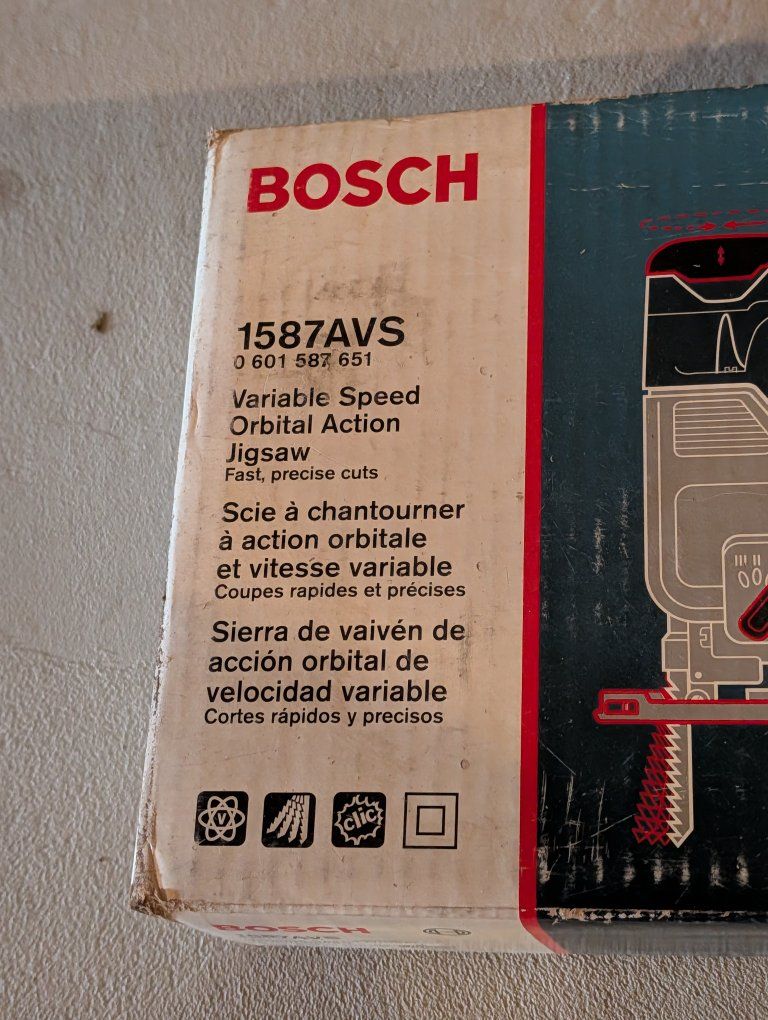 BOSCH
1587AVS
0 601 587 651
Variable Speed
Orbital Action
Jigsaw
Fast, precise cuts
Scie à chantourner
à action orbitale
et vitesse variable
Coupes rapides et précises
Sierra de vaivén de
acción orbital de
velocidad variable
Cortes rápidos y precisos
V
clic
BOSCH
1587AVS